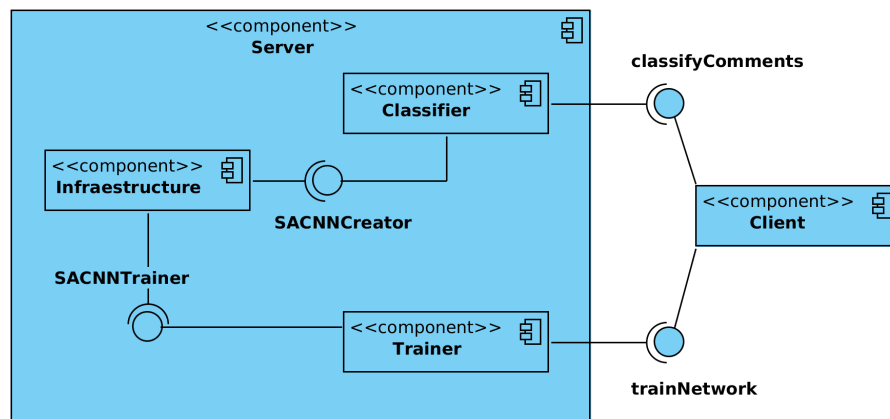 <<component>>
Server
classifyComments
<<component>>
Classifier
<<component>>
Infraestructure
<<component>>
Client
SACNNCreator
SACNNTrainer
<<component>>
Trainer
trainNetwork